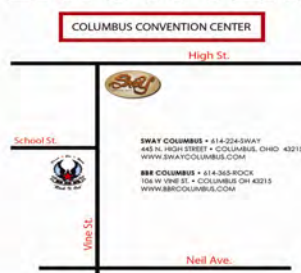 COLUMBUS CONVENTION CENTER
High St.
Sway
School St.
SWAY COLUMBUS • 614-224-SWAY
445 N. HIGH STREET • COLUMBUS, OHIO 43215
WWW.SWAYCOLUMBUS.COM
BBR COLUMBUS • 614-365-ROCK
106 W VINE ST. • COLUMBUS OH 43215
WWW.BBRCOLUMBUS.COM
Vine St.
Neil Ave.